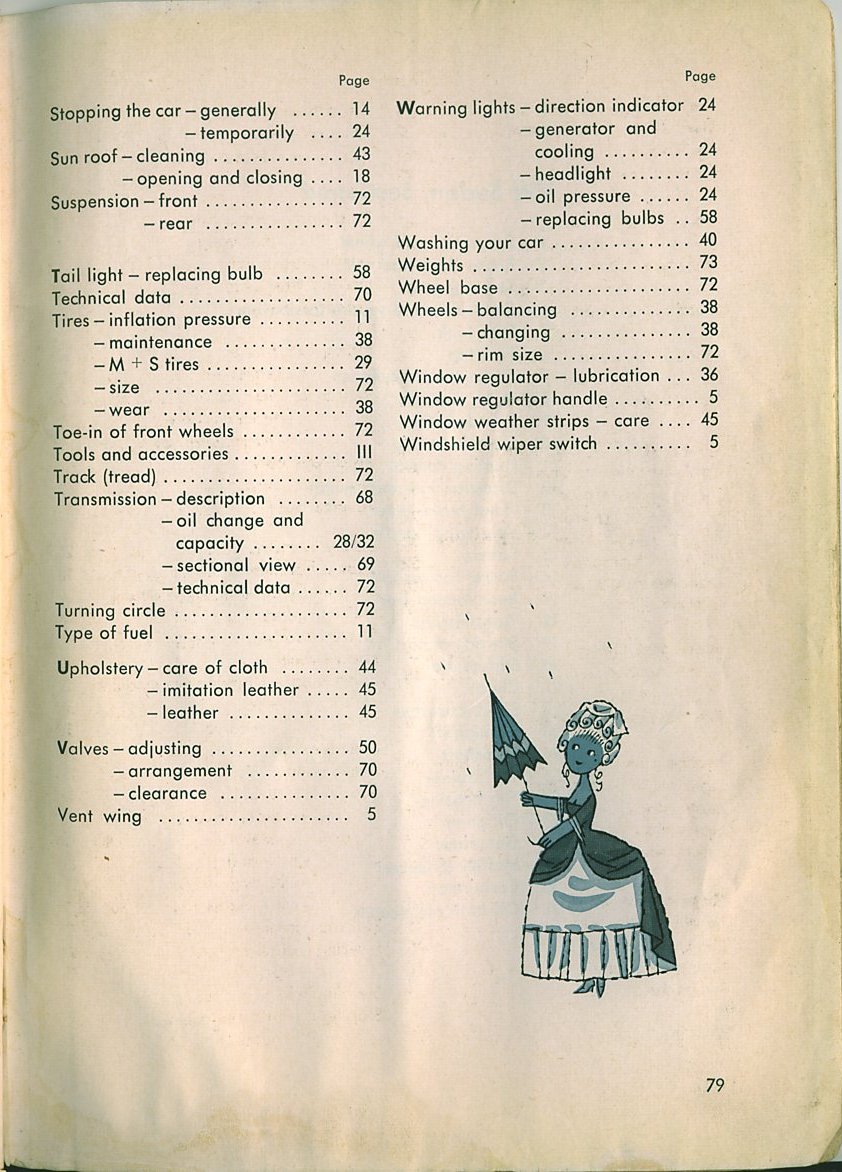 Page
Stopping the car – generally ...... 14
– temporarily .... 24
Sun roof – cleaning ............... 43
– opening and closing .... 18
Suspension – front ................ 72
– rear ................ 72
Tail light – replacing bulb ........ 58
Technical data ................... 70
Tires – inflation pressure .......... 11
– maintenance .............. 38
– M + S tires ................ 29
– size ...................... 72
– wear ..................... 38
Toe-in of front wheels ............ 72
Tools and accessories ............. III
Track (tread) ..................... 72
Transmission – description ........ 68
– oil change and
capacity ........ 28/32
– sectional view ..... 69
– technical data ...... 72
Turning circle .................... 72
Type of fuel ..................... 11
Upholstery – care of cloth ........ 44
– imitation leather ..... 45
– leather .............. 45
Valves – adjusting ................ 50
– arrangement ............ 70
– clearance ............... 70
Vent wing ...................... 5
Page
Warning lights – direction indicator 24
– generator and
cooling .......... 24
– headlight ........ 24
– oil pressure ...... 24
– replacing bulbs .. 58
Washing your car ................ 40
Weights ......................... 73
Wheel base ..................... 72
Wheels – balancing .............. 38
– changing ............... 38
– rim size ................ 72
Window regulator – lubrication ... 36
Window regulator handle .......... 5
Window weather strips – care .... 45
Windshield wiper switch .......... 5
79